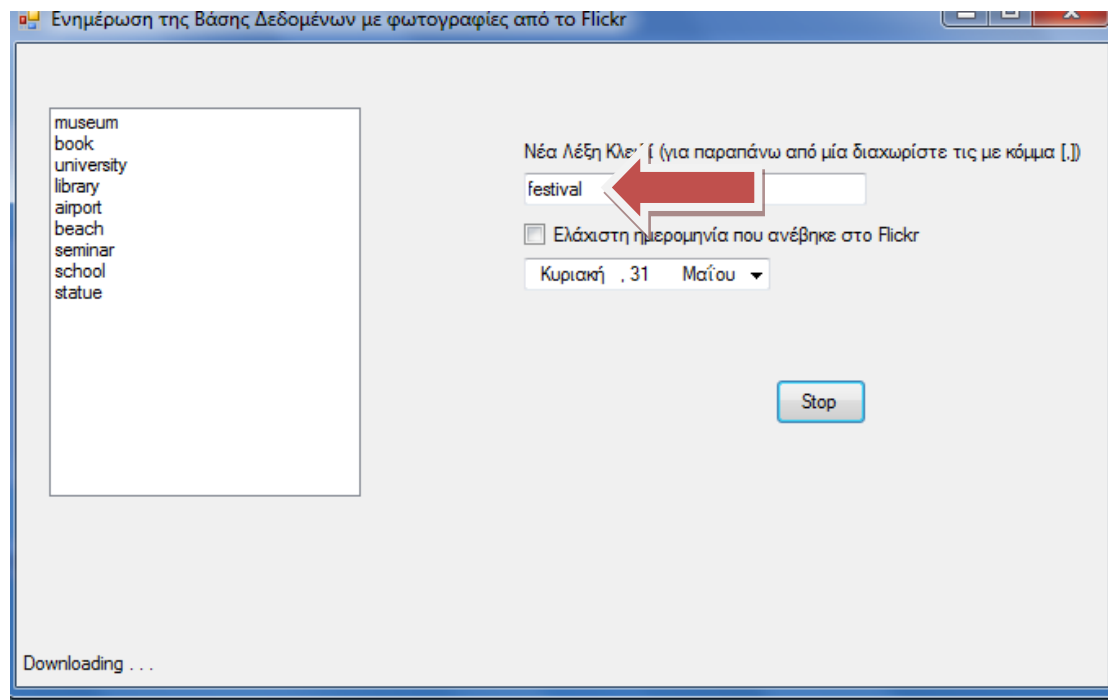 Ενημέρωση της Βάσης Δεδομένων με φωτογραφίες από το Flickr
museum
book
university
library
airport
beach
seminar
school
statue
Νέα Λέξη (για παραπάνω από μία διαχωρίστε τις με κόμμα [,])
festival
Ελάχιστη ημερομηνία που ανέβηκε στο Flickr
Κυριακή , 31 Μαΐου
Stop
Downloading . . .